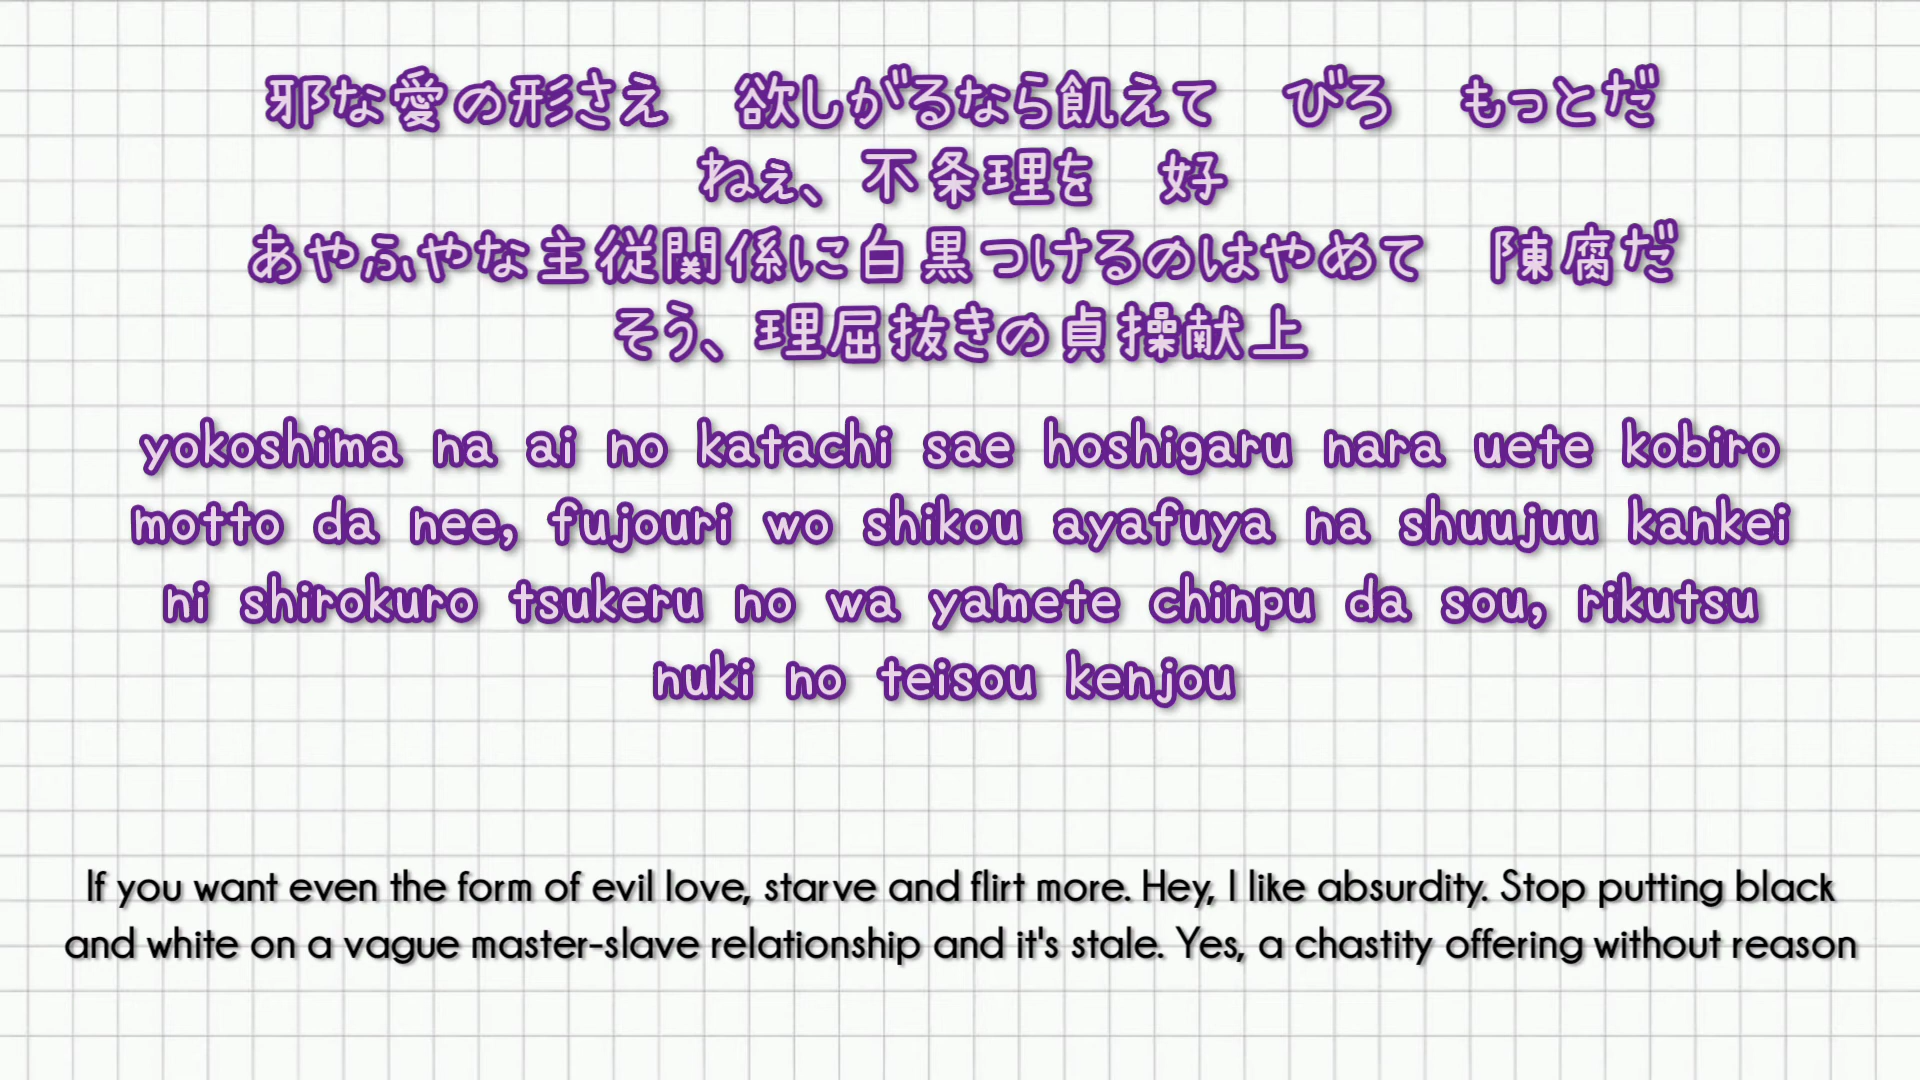 邪な愛の形さえ　欲しがるなら飢えて　びろ　もっとだ
ねぇ、不条理を　好
あやふやな主従関係に白黒つけるのはやめて　陳腐だ
そう、理屈抜きの貞操献上
yokoshima na ai no katachi sae hoshigaru nara uete kobiro
motto da nee, fujouri wo shikou ayafuya na shuujuu kankei
ni shirokuro tsukeru no wa yamete chinpu da sou, rikutsu
nuki no teisou kenjou
If you want even the form of evil love, starve and flirt more. Hey, I like absurdity. Stop putting black
and white on a vague master-slave relationship and it's stale. Yes, a chastity offering without reason